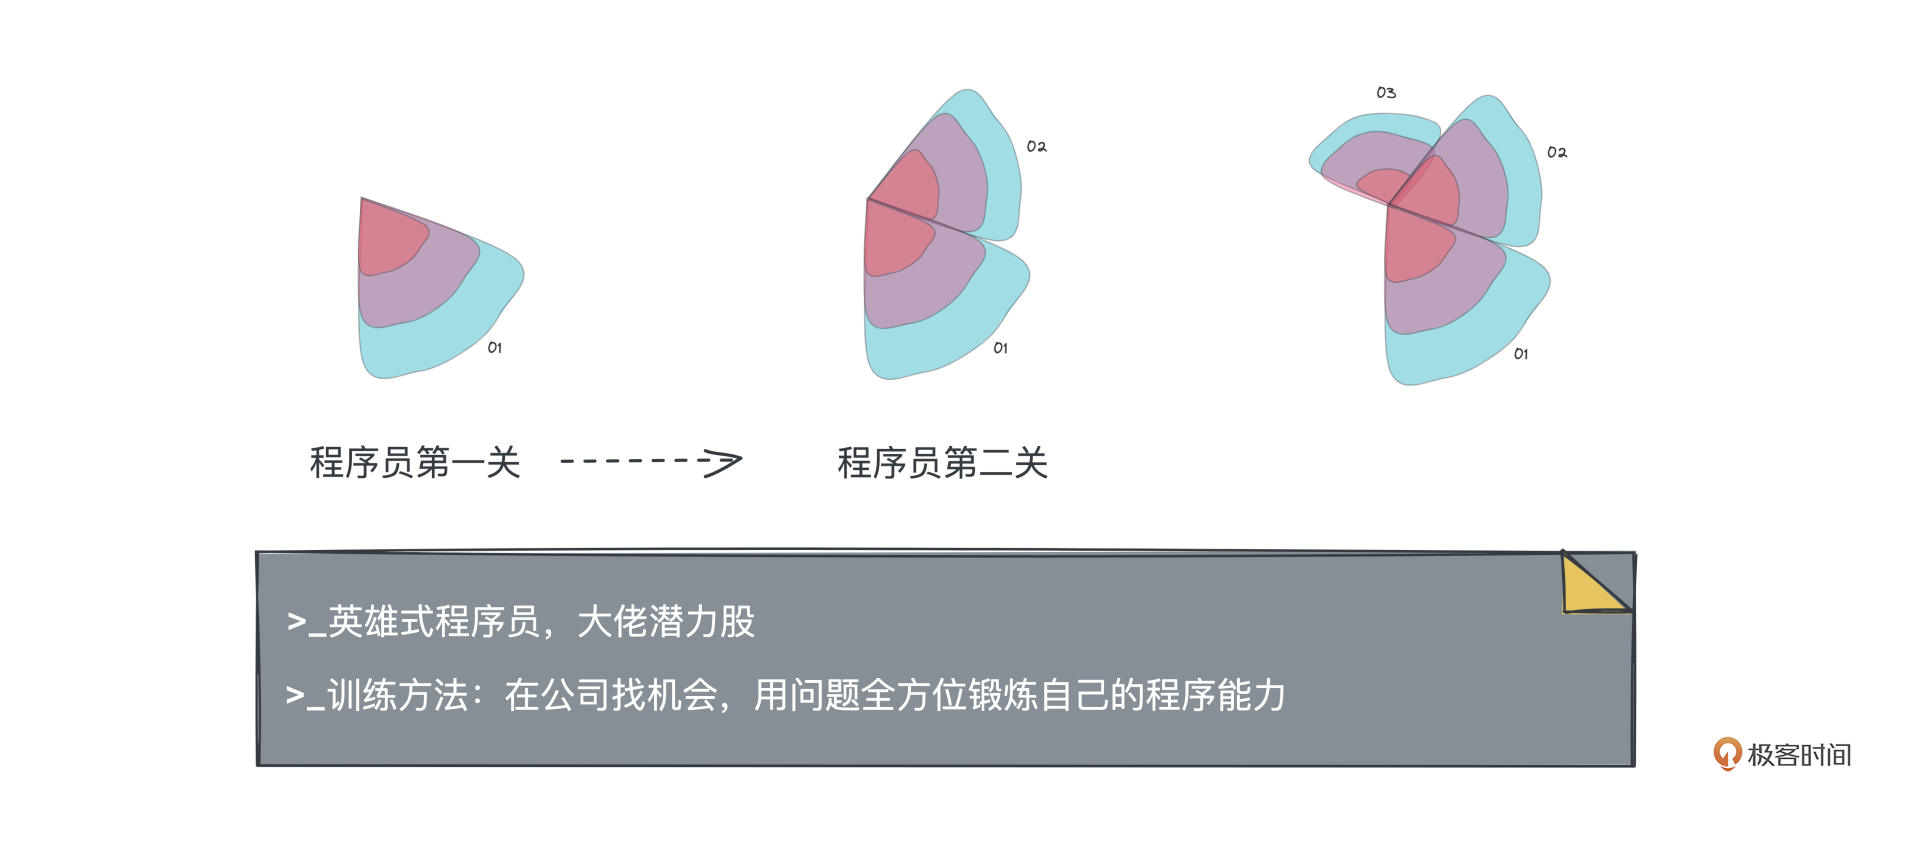 03
02
02
01
01
01
程序员第一关
程序员第二关
>_英雄式程序员，大佬潜力股
>_训练方法：在公司找机会，用问题全方位锻炼自己的程序能力
极客时间